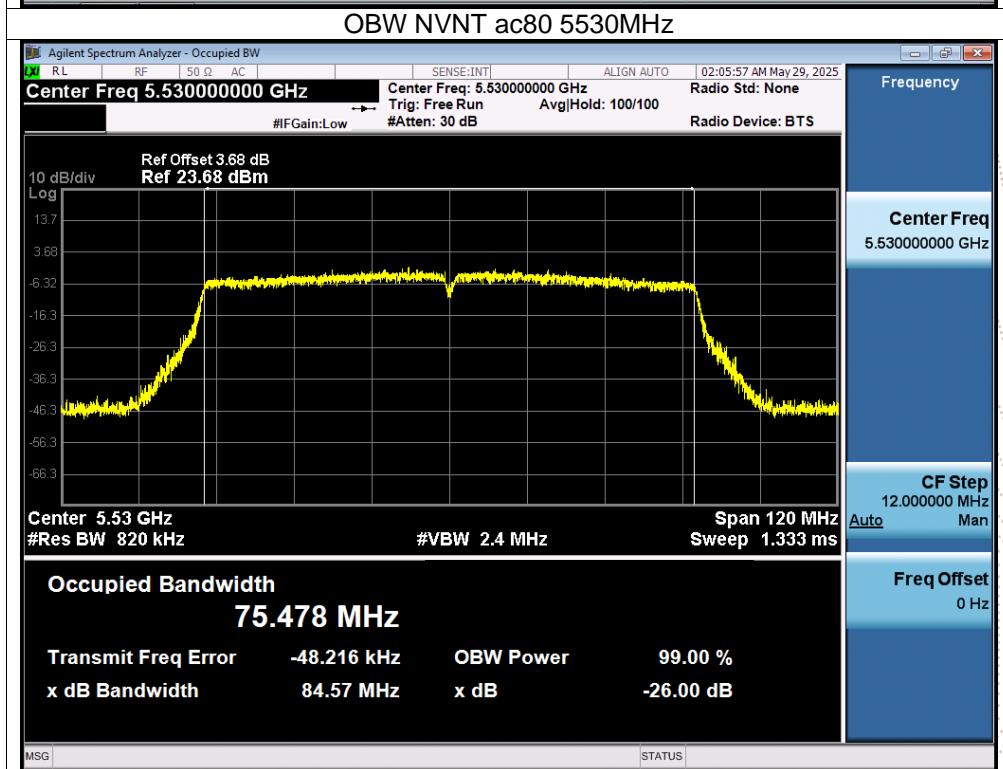 OBW NVNT ac80 5530MHz
Agilent Spectrum Analyzer - Occupied BW
LXI RL RF 50 Ω AC SENSE:INT ALIGN AUTO 02:05:57 AM May 29, 2025
Center Freq 5.530000000 GHz
Center Freq: 5.530000000 GHz Radio Std: None
Trig: Free Run Avg|Hold: 100/100
#IFGain:Low #Atten: 30 dB Radio Device: BTS
Ref Offset 3.68 dB
10 dB/div Ref 23.68 dBm
Log
13.7
3.68
-6.32
-16.3
-26.3
-36.3
-46.3
-56.3
-66.3
Center 5.53 GHz Span 120 MHz
#Res BW 820 kHz #VBW 2.4 MHz Sweep 1.333 ms
Occupied Bandwidth
75.478 MHz
Transmit Freq Error -48.216 kHz OBW Power 99.00 %
x dB Bandwidth 84.57 MHz x dB -26.00 dB
Frequency
Center Freq
5.530000000 GHz
CF Step
12.000000 MHz
Auto Man
Freq Offset
0 Hz
MSG STATUS